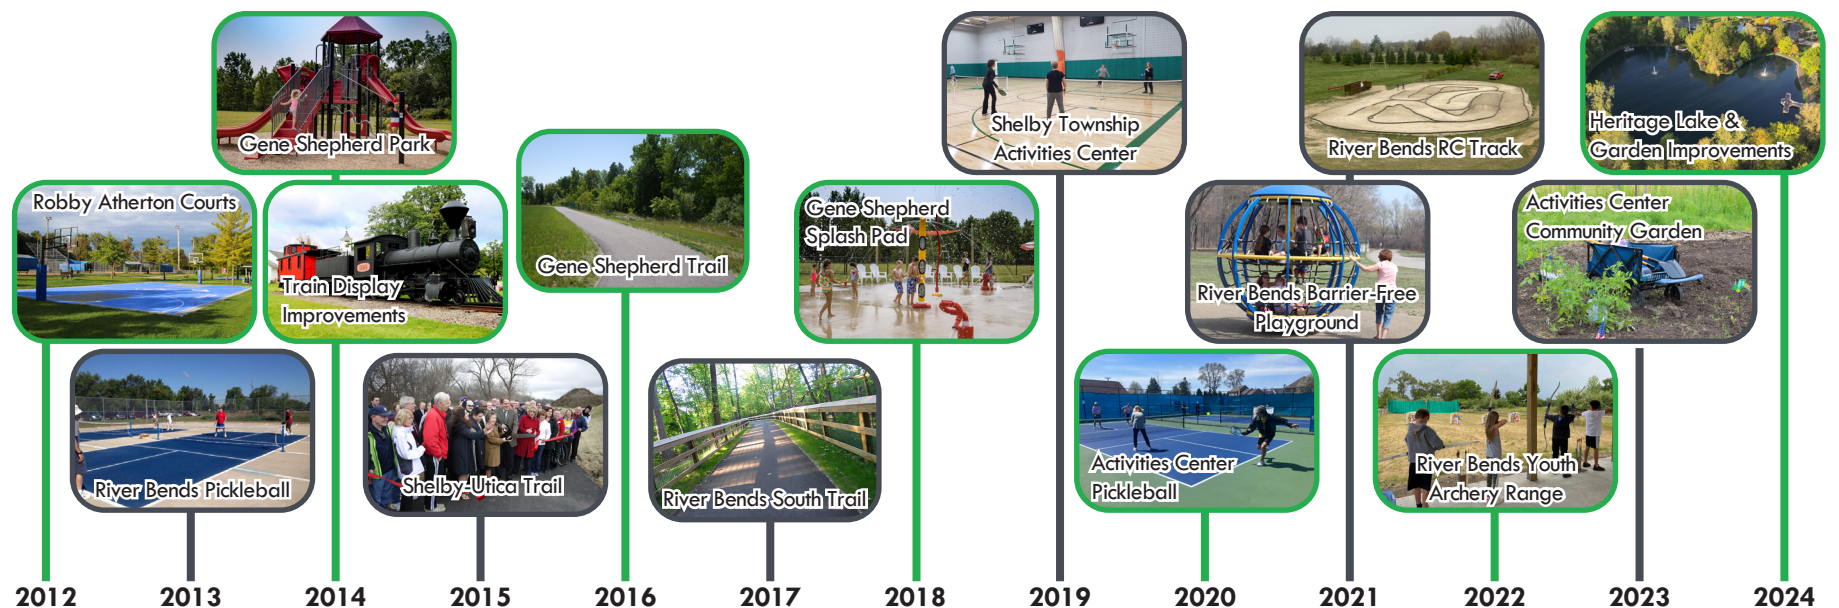 Gene Shepherd Park
Shelby Township
Activities Center
River Bends RC Track
Heritage Lake &
Garden Improvements
Robby Atherton Courts
Train Display
Improvements
Gene Shepherd Trail
Gene Shepherd
Splash Pad
River Bends Barrier-Free
Playground
Activities Center
Community Garden
River Bends Pickleball
Shelby-Utica Trail
River Bends South Trail
Activities Center
Pickleball
River Bends Youth
Archery Range
2012 2013 2014 2015 2016 2017 2018 2019 2020 2021 2022 2023 2024